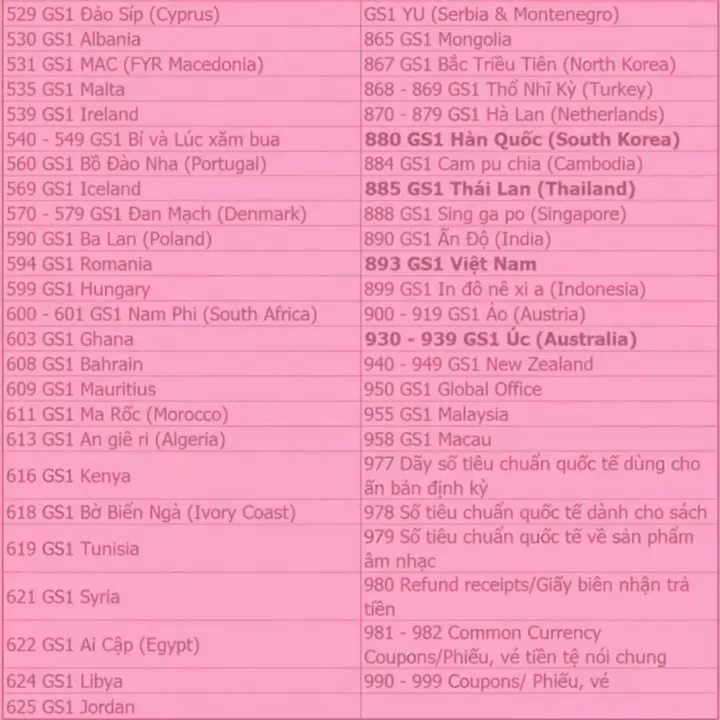 529 GS1 Đảo Síp (Cyprus)
530 GS1 Albania
531 GS1 MAC (FYR Macedonia)
535 GS1 Malta
539 GS1 Ireland
540 - 549 GS1 Bỉ và Lúc xăm bua
560 GS1 Bồ Đào Nha (Portugal)
569 GS1 Iceland
570 - 579 GS1 Đan Mạch (Denmark)
590 GS1 Ba Lan (Poland)
594 GS1 Romania
599 GS1 Hungary
600 - 601 GS1 Nam Phi (South Africa)
603 GS1 Ghana
608 GS1 Bahrain
609 GS1 Mauritius
611 GS1 Ma Rốc (Morocco)
613 GS1 An giê ri (Algeria)
616 GS1 Kenya
618 GS1 Bờ Biển Ngà (Ivory Coast)
619 GS1 Tunisia
621 GS1 Syria
622 GS1 Ai Cập (Egypt)
624 GS1 Libya
625 GS1 Jordan
GS1 YU (Serbia & Montenegro)
865 GS1 Mongolia
867 GS1 Bắc Triều Tiên (North Korea)
868 - 869 GS1 Thổ Nhĩ Kỳ (Turkey)
870 - 879 GS1 Hà Lan (Netherlands)
880 GS1 Hàn Quốc (South Korea)
884 GS1 Cam pu chia (Cambodia)
885 GS1 Thái Lan (Thailand)
888 GS1 Sing ga po (Singapore)
890 GS1 Ấn Độ (India)
893 GS1 Việt Nam
899 GS1 In đô nê xi a (Indonesia)
900 - 919 GS1 Áo (Austria)
930 - 939 GS1 Úc (Australia)
940 - 949 GS1 New Zealand
950 GS1 Global Office
955 GS1 Malaysia
958 GS1 Macau
977 Dãy số tiêu chuẩn quốc tế dùng cho
ấn bản định kỳ
978 Số tiêu chuẩn quốc tế dành cho sách
979 Số tiêu chuẩn quốc tế về sản phẩm
âm nhạc
980 Refund receipts/Giấy biên nhận trả
tiền
981 - 982 Common Currency
Coupons/Phiếu, vé tiền tệ nói chung
990 - 999 Coupons/ Phiếu, vé